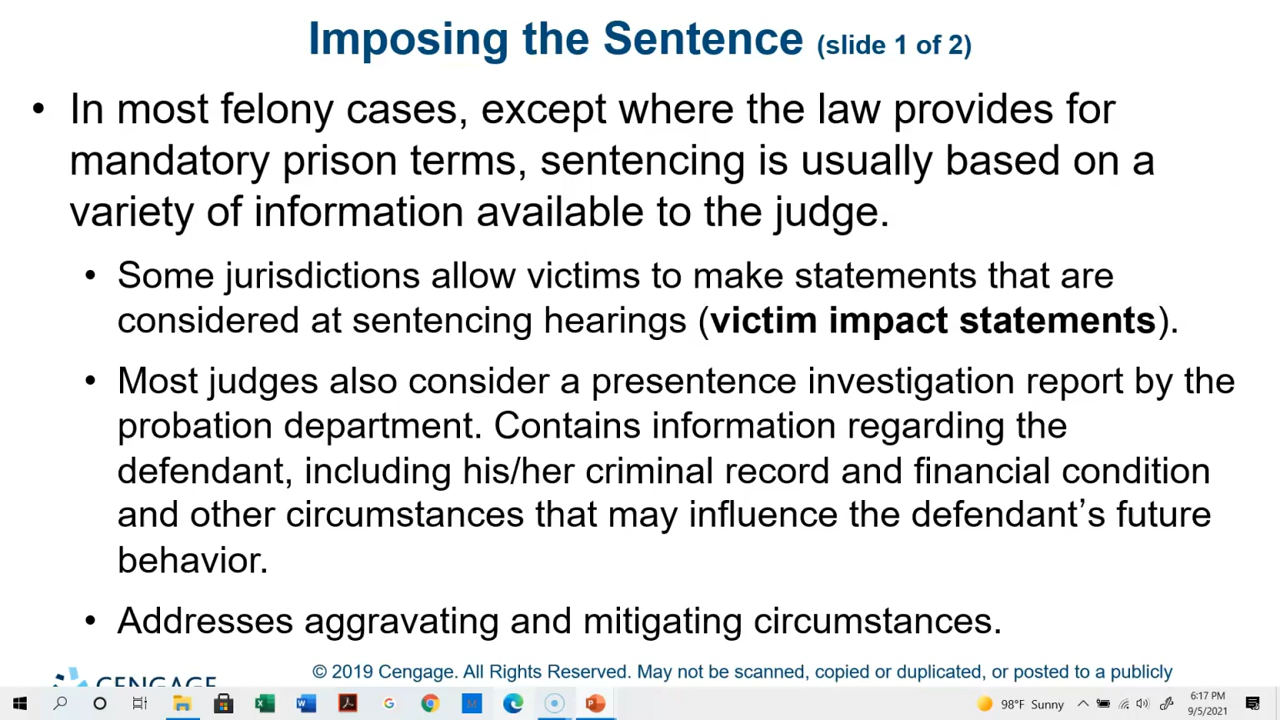 Imposing the Sentence (slide 1 of 2)
• In most felony cases, except where the law provides for
mandatory prison terms, sentencing is usually based on a
variety of information available to the judge.
• Some jurisdictions allow victims to make statements that are
considered at sentencing hearings (victim impact statements).
• Most judges also consider a presentence investigation report by the
probation department. Contains information regarding the
defendant, including his/her criminal record and financial condition
and other circumstances that may influence the defendant’s future
behavior.
• Addresses aggravating and mitigating circumstances.
© 2019 Cengage. All Rights Reserved. May not be scanned, copied or duplicated, or posted to a publicly
CENGAGE
98°F Sunny
6:17 PM
9/5/2021